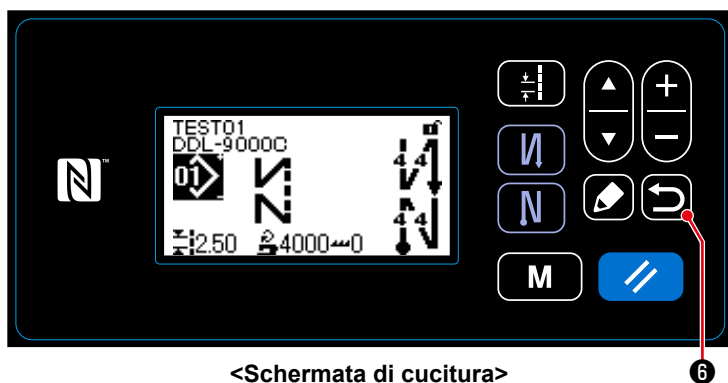 TEST01
DDL-9000C
01
4 4
4 4
2.50 4000 0
M
<Schermata di cucitura>
❻